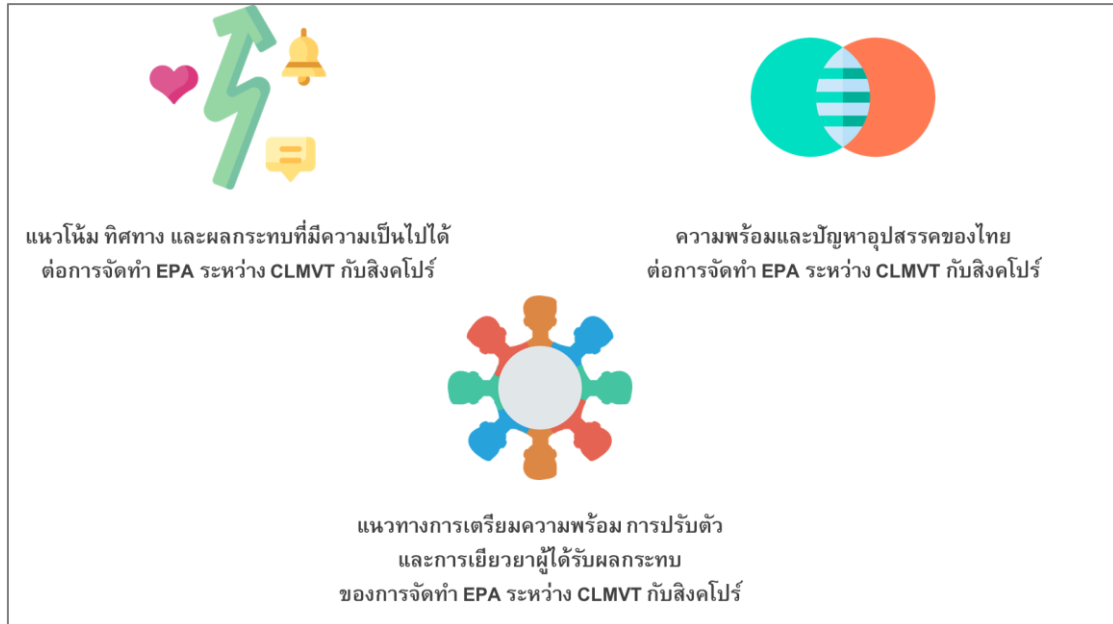 แนวโน้ม ทิศทาง และผลกระทบที่มีความเป็นไปได้
ต่อการจัดทำ EPA ระหว่าง CLMVT กับสิงคโปร์
ความพร้อมและปัญหาอุปสรรคของไทย
ต่อการจัดทำ EPA ระหว่าง CLMVT กับสิงคโปร์
แนวทางการเตรียมความพร้อม การปรับตัว
และการเยียวยาผู้ได้รับผลกระทบ
ของการจัดทำ EPA ระหว่าง CLMVT กับสิงคโปร์